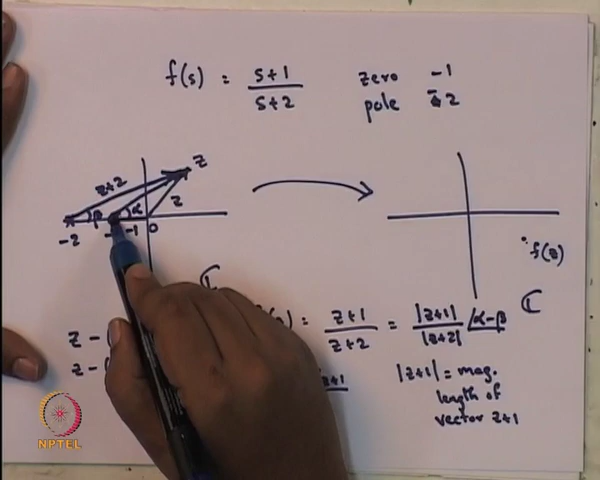 f(s) = s+1 / s+2
zero -1
pole -2
z+2
z
β
α
z
-2
-1
0
f(z)
ℂ
ℂ
z -
z -
= z+1 / z+2 = |z+1| / |z+2| ∠α-β
z+1
|z+1| = mag.
length of
vector z+1
NPTEL